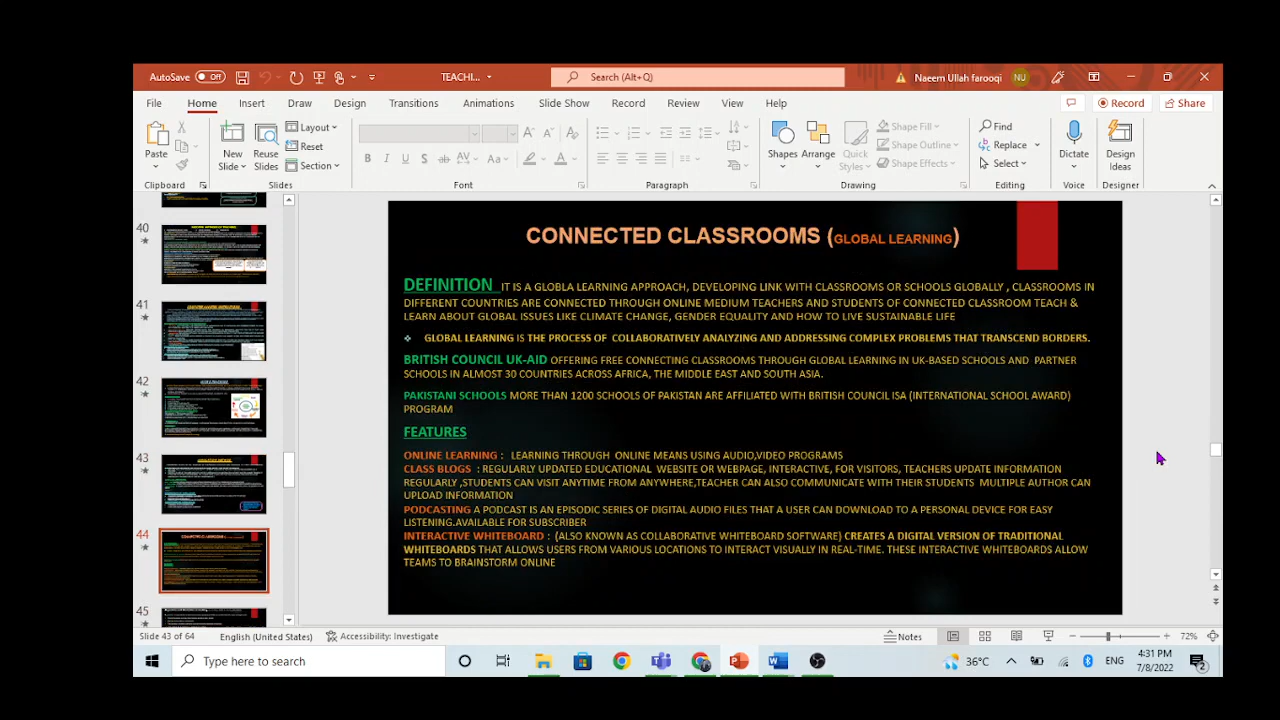 AutoSave Off TEACHI... Search (Alt+Q) Naeem Ullah farooqi NU
File Home Insert Draw Design Transitions Animations Slide Show Record Review View Help Record Share
Paste New Slide Reuse Slides Layout Reset Section Shapes Arrange Quick Styles Shape Fill Shape Outline Shape Effects Find Replace Select Dictate Design Ideas
Clipboard Slides Font Paragraph Drawing Editing Voice Designer
40
41
42
43
44
45
CONNECTED CLASSROOMS (GLOBAL LEARNING)
DEFINITION IT IS A GLOBLA LEARNING APPROACH, DEVELOPING LINK WITH CLASSROOMS OR SCHOOLS GLOBALLY , CLASSROOMS IN
DIFFERENT COUNTRIES ARE CONNECTED THROUGH ONLINE MEDIUM TEACHERS AND STUDENTS OF CONNECTED CLASSROOM TEACH &
LEARN ABOUT GLOBAL ISSUES LIKE CLIMATE CHANGE, GENDER EQUALITY AND HOW TO LIVE SUSTAINABLE LIFE
❖ GLOBAL LEARNING IS THE PROCESS OF COLLABORATIVELY ANALYZING AND ADDRESSING COMPLEX PROBLEMS THAT TRANSCEND BORDERS.
BRITISH COUNCIL UK-AID OFFERING FREE CONNECTING CLASSROOMS THROUGH GLOBAL LEARNING IN UK-BASED SCHOOLS AND PARTNER
SCHOOLS IN ALMOST 30 COUNTRIES ACROSS AFRICA, THE MIDDLE EAST AND SOUTH ASIA.
PAKISTANI SCHOOLS MORE THAN 1200 SCHOOLS OF PAKISTAN ARE AFFILIATED WITH BRITISH COUNCIL ISA (INTERNATIONAL SCHOOL AWARD)
PROGRAM
FEATURES
ONLINE LEARNING : LEARNING THROUGH ONLINE MEANS USING AUDIO,VIDEO PROGRAMS
CLASS BLOGS : REGULARLY UPDATED EDUCATIONAL WEBSITE OR WEBPAGE, INTERACTIVE, FOR VISITORS, TEACHERS UPDATE INFORMATION
REGULARLY ,STUDENTS CAN VISIT ANYTIME FROM ANYWHERE,TEACHER CAN ALSO COMMUNICATE WITH THEIR STUDENTS MULTIPLE AUTHOR CAN
UPLOAD INFORMATION
PODCASTING A PODCAST IS AN EPISODIC SERIES OF DIGITAL AUDIO FILES THAT A USER CAN DOWNLOAD TO A PERSONAL DEVICE FOR EASY
LISTENING.AVAILABLE FOR SUBSCRIBER
INTERACTIVE WHITEBOARD : (ALSO KNOWN AS COLLABORATIVE WHITEBOARD SOFTWARE) CREATES A DIGITAL VERSION OF TRADITIONAL
WHITEBOARDS THAT ALLOWS USERS FROM VARIOUS LOCATIONS TO INTERACT VISUALLY IN REAL-TIME. THESE INTERACTIVE WHITEBOARDS ALLOW
TEAMS TO BRAINSTORM ONLINE
Slide 43 of 64 English (United States) Accessibility: Investigate Notes 72%
Type here to search 36°C ENG 4:31 PM
7/8/2022 2